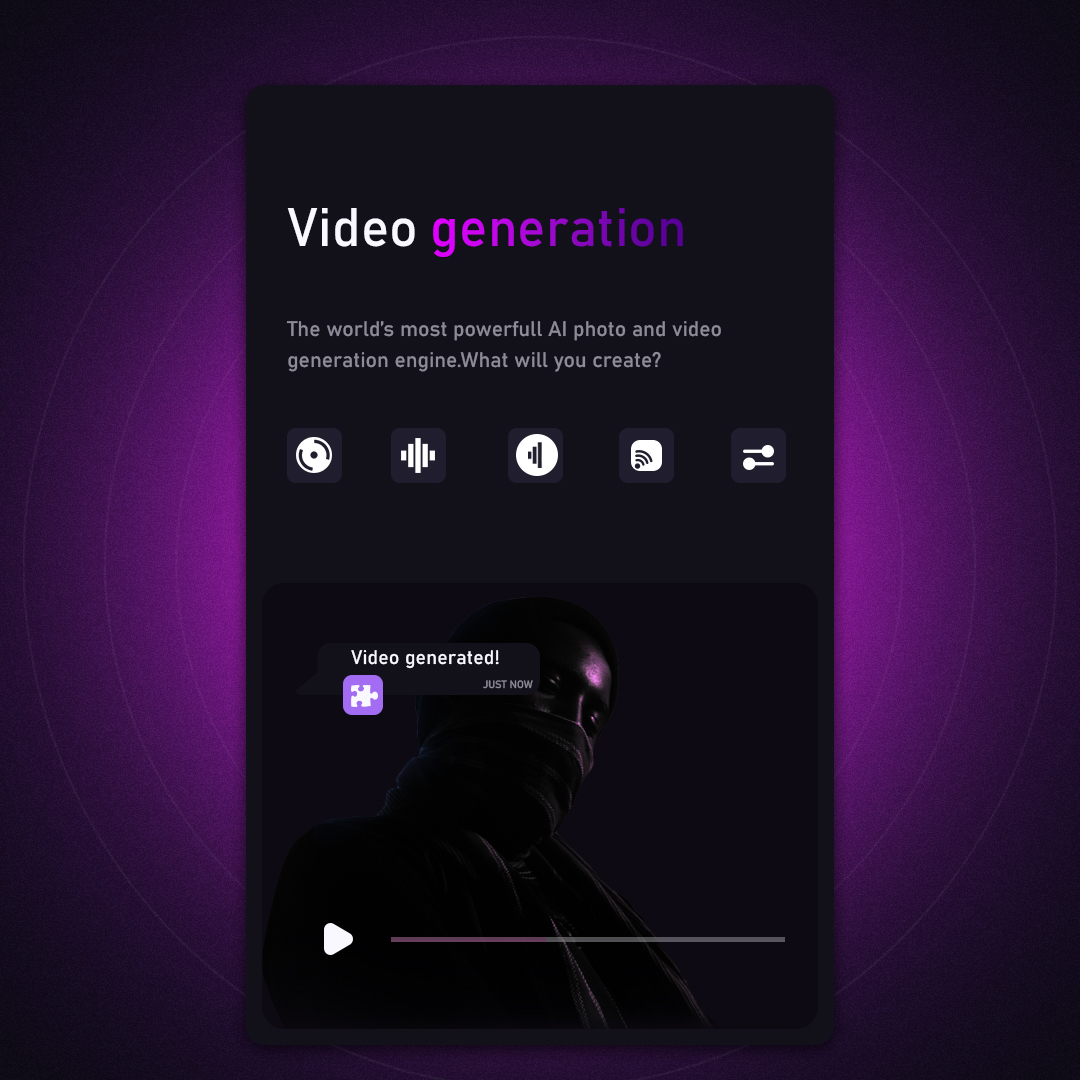 Video generation
The world's most powerfull AI photo and video
generation engine.What will you create?
Video generated!
JUST NOW